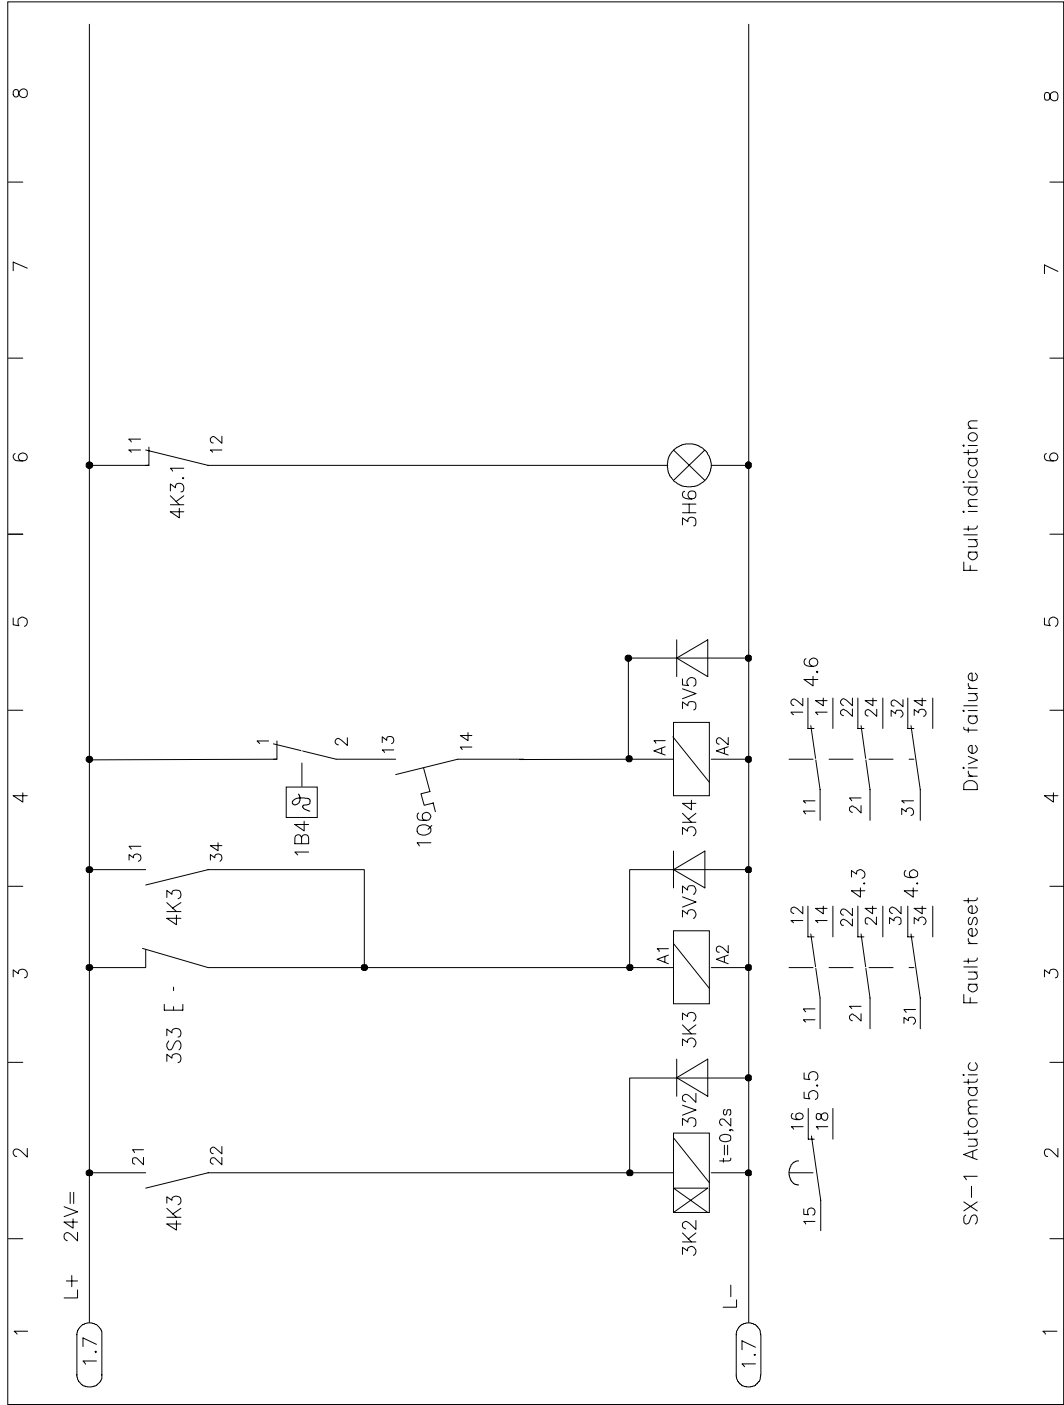 1 2 3 4 5 6 7 8
L+ 24V=
1.7
21 31 11
4K3 3S3 E - 4K3 4K3.1
22 34 12
1
1B4 ϑ
2
13
1Q6
14
A1 A1
3K2 3V2 3K3 3V3 3K4 3V5 3H6
t=0,2s A2 A2
L-
1.7
15 16 5.5
18
11 12
14
21 22 4.3
24
31 32
34 4.6
11 12 4.6
14
21 22
24
31 32
34
SX-1 Automatic Fault reset Drive failure Fault indication
1 2 3 4 5 6 7 8